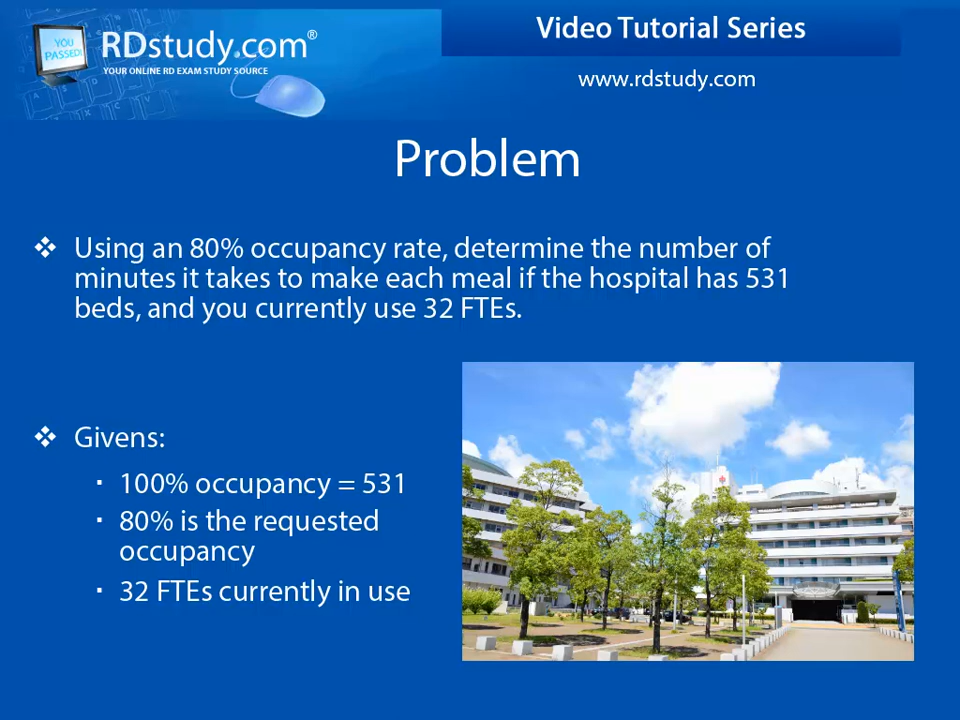 YOU
PASSED!
RDstudy.com®
YOUR ONLINE RD EXAM STUDY SOURCE
Video Tutorial Series
www.rdstudy.com
Problem
❖ Using an 80% occupancy rate, determine the number of
minutes it takes to make each meal if the hospital has 531
beds, and you currently use 32 FTEs.
❖ Givens:
▪ 100% occupancy = 531
▪ 80% is the requested
occupancy
▪ 32 FTEs currently in use